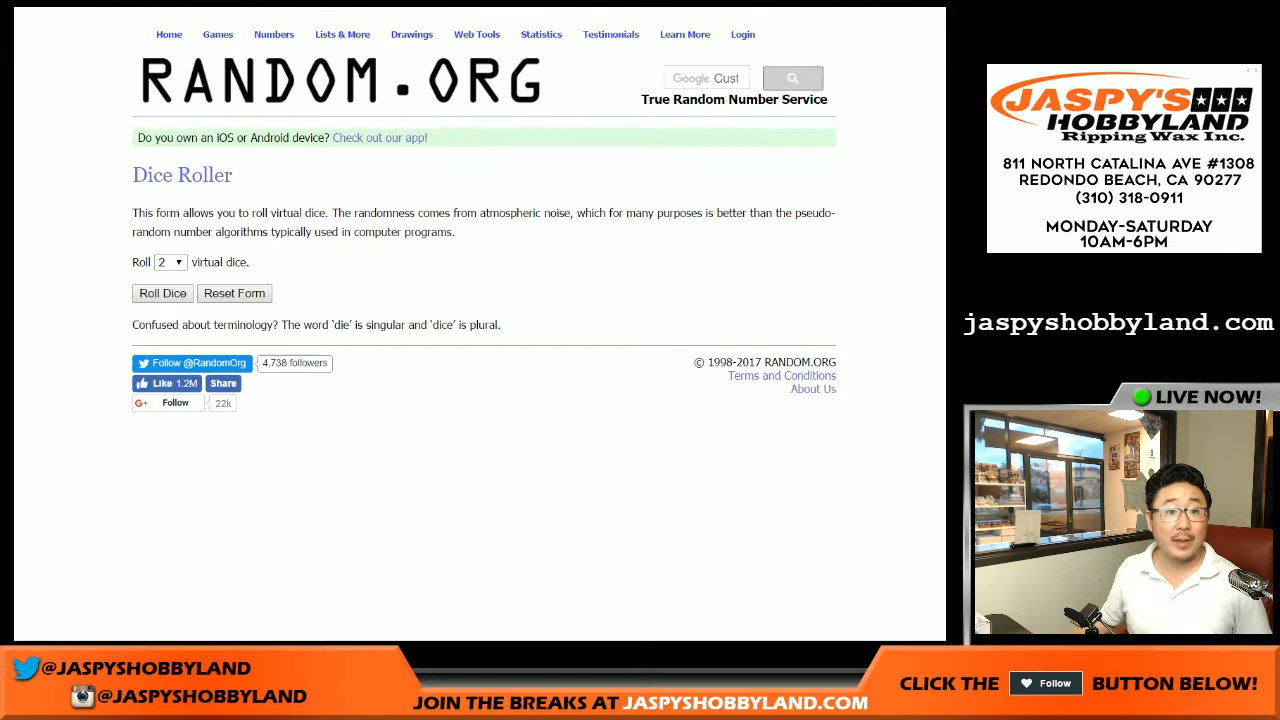 Home Games Numbers Lists & More Drawings Web Tools Statistics Testimonials Learn More Login
RANDOM.ORG
Google Cust
True Random Number Service
Do you own an iOS or Android device? Check out our app!
Dice Roller
This form allows you to roll virtual dice. The randomness comes from atmospheric noise, which for many purposes is better than the pseudo-
random number algorithms typically used in computer programs.
Roll 2 virtual dice.
Roll Dice Reset Form
Confused about terminology? The word 'die' is singular and 'dice' is plural.
Follow @RandomOrg 4,738 followers
Like 1.2M Share
G+ Follow 22k
© 1998-2017 RANDOM.ORG
Terms and Conditions
About Us
JASPY'S
HOBBYLAND
Ripping Wax Inc.
811 NORTH CATALINA AVE #1308
REDONDO BEACH, CA 90277
(310) 318-0911
MONDAY-SATURDAY
10AM-6PM
jaspyshobbyland.com
LIVE NOW!
@JASPYSHOBBYLAND
@JASPYSHOBBYLAND
JOIN THE BREAKS AT JASPYSHOBBYLAND.COM
CLICK THE Follow BUTTON BELOW!